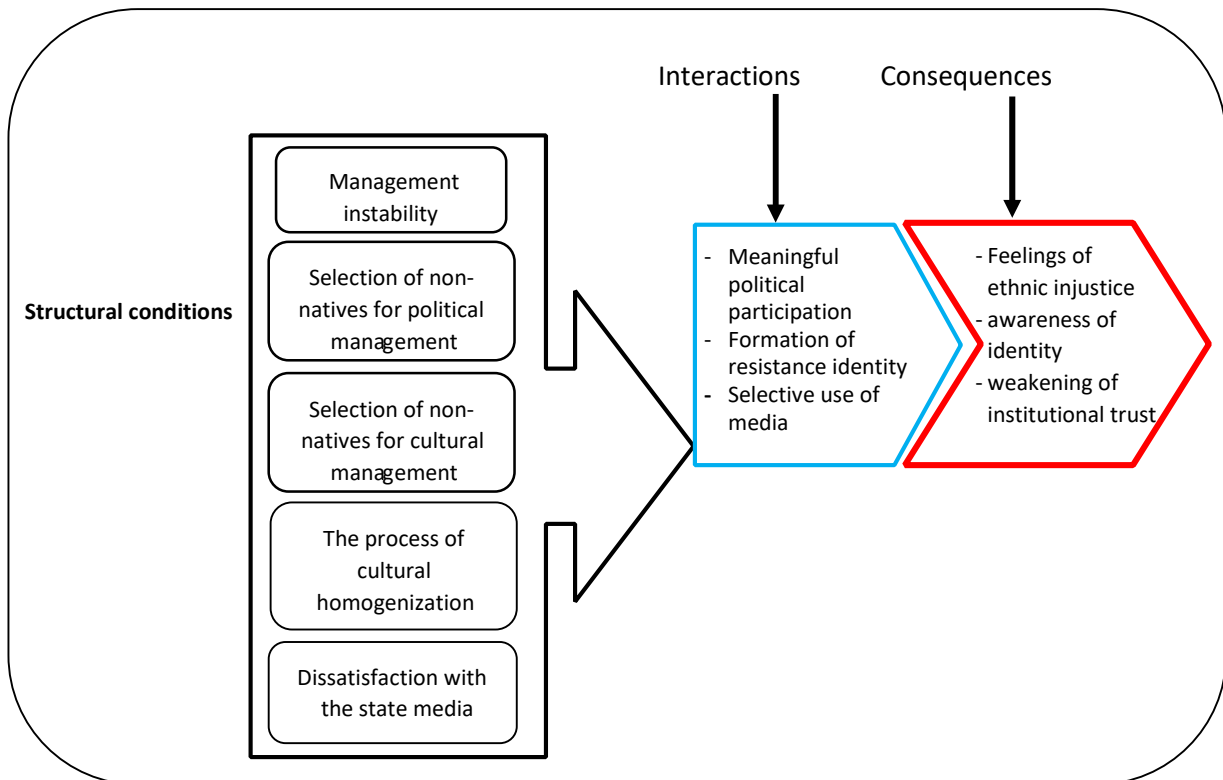 Interactions
Consequences
Structural conditions
Management
instability
Selection of non-
natives for political
management
Selection of non-
natives for cultural
management
The process of
cultural
homogenization
Dissatisfaction with
the state media
- Meaningful
political
participation
- Formation of
resistance identity
- Selective use of
media
- Feelings of
ethnic injustice
- awareness of
identity
- weakening of
institutional trust